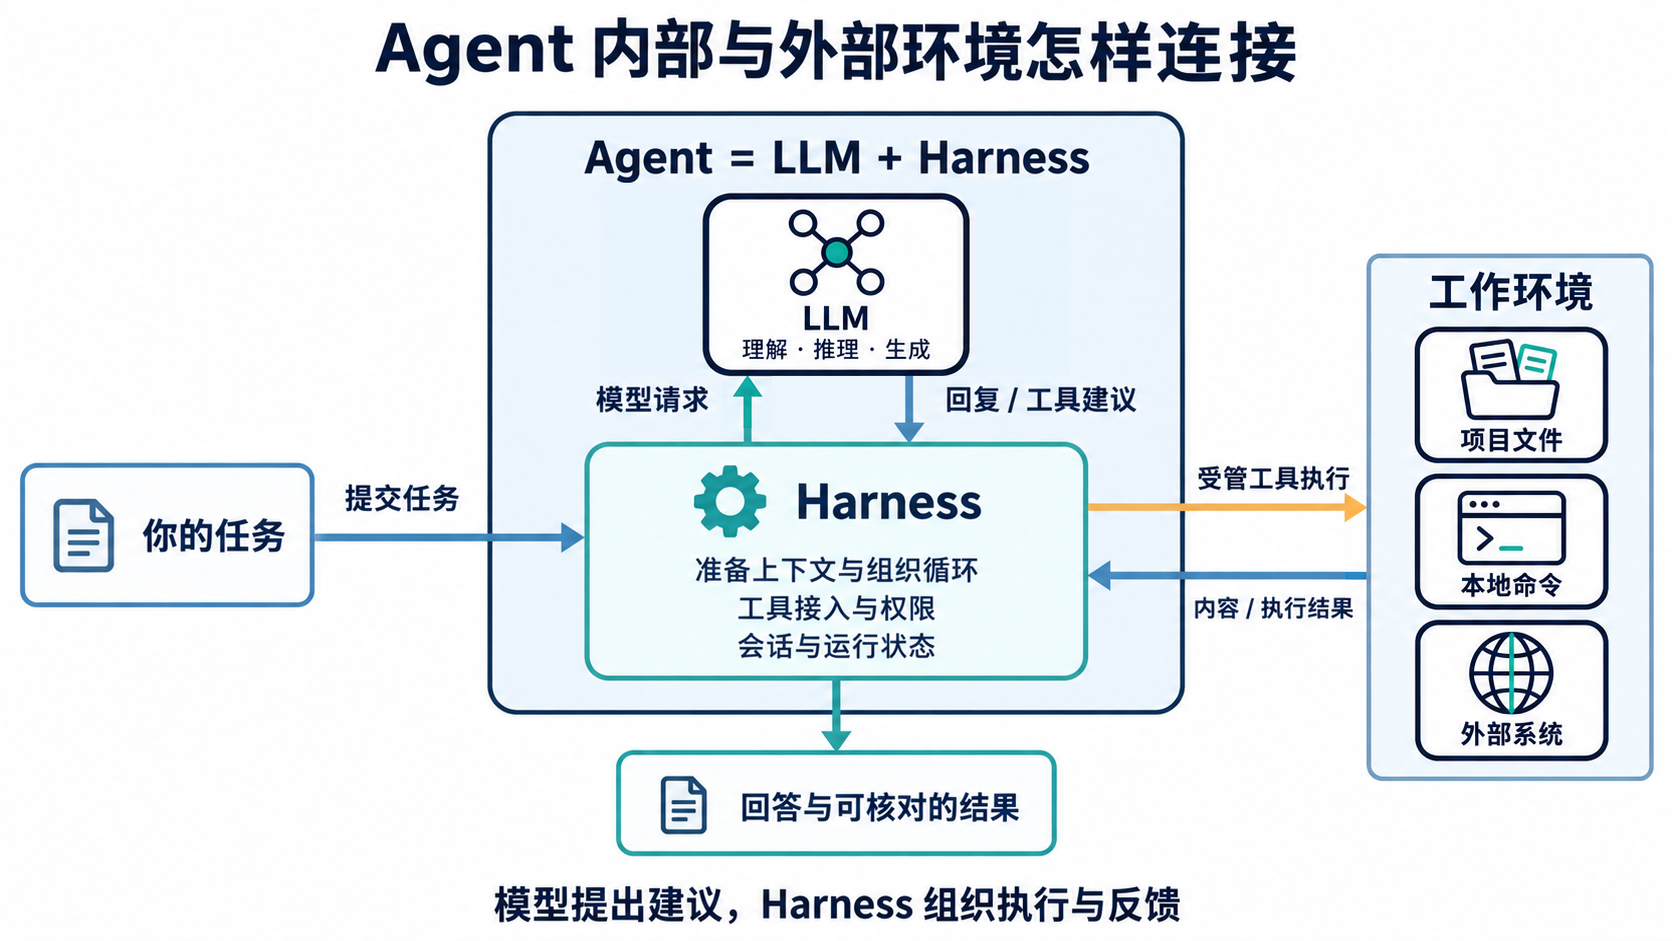 Agent 内部与外部环境怎样连接
Agent = LLM + Harness
LLM
理解 · 推理 · 生成
模型请求
回复 / 工具建议
你的任务
提交任务
Harness
准备上下文与组织循环
工具接入与权限
会话与运行状态
受管工具执行
内容 / 执行结果
工作环境
项目文件
>_
本地命令
外部系统
回答与可核对的结果
模型提出建议，Harness 组织执行与反馈